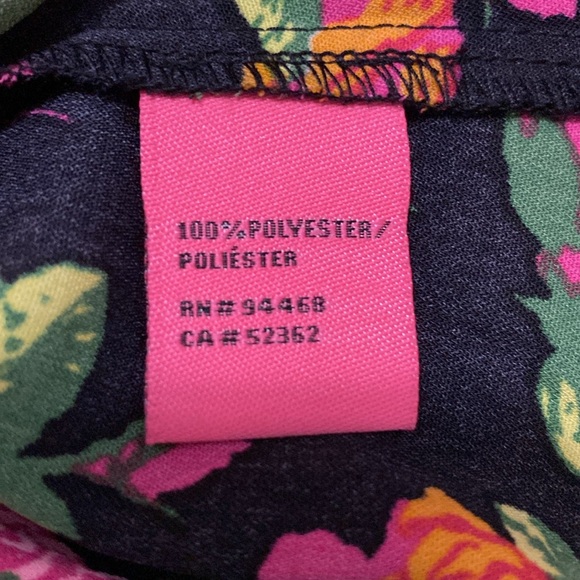 100%POLYESTER/
POLIÉSTER
RN# 94468
CA# 52362